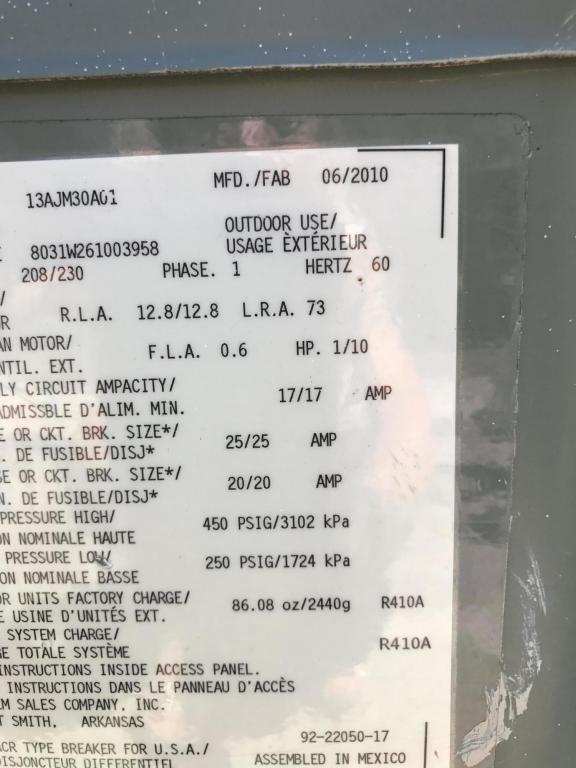 13AJM30A01 MFD./FAB 06/2010
OUTDOOR USE/
8031W261003958 USAGE ÈXTÉRIEUR
208/230 PHASE. 1 HERTZ 60
/
R R.L.A. 12.8/12.8 L.R.A. 73
AN MOTOR/
NTIL. EXT. F.L.A. 0.6 HP. 1/10
LY CIRCUIT AMPACITY/ 17/17 AMP
ADMISSBLE D'ALIM. MIN.
E OR CKT. BRK. SIZE*/ 25/25 AMP
. DE FUSIBLE/DISJ*
GE OR CKT. BRK. SIZE*/ 20/20 AMP
N. DE FUSIBLE/DISJ*
PRESSURE HIGH/ 450 PSIG/3102 kPa
ON NOMINALE HAUTE
PRESSURE LOW/ 250 PSIG/1724 kPa
ON NOMINALE BASSE
OR UNITS FACTORY CHARGE/ 86.08 oz/2440g R410A
E USINE D'UNITÉS EXT.
SYSTEM CHARGE/ R410A
GE TOTALE SYSTÈME
INSTRUCTIONS INSIDE ACCESS PANEL.
INSTRUCTIONS DANS LE PANNEAU D'ACCÈS
EM SALES COMPANY, INC.
T SMITH, ARKANSAS
92-22050-17
ACR TYPE BREAKER FOR U.S.A./
DISJONCTEUR DIFFERENTIEL ASSEMBLED IN MEXICO